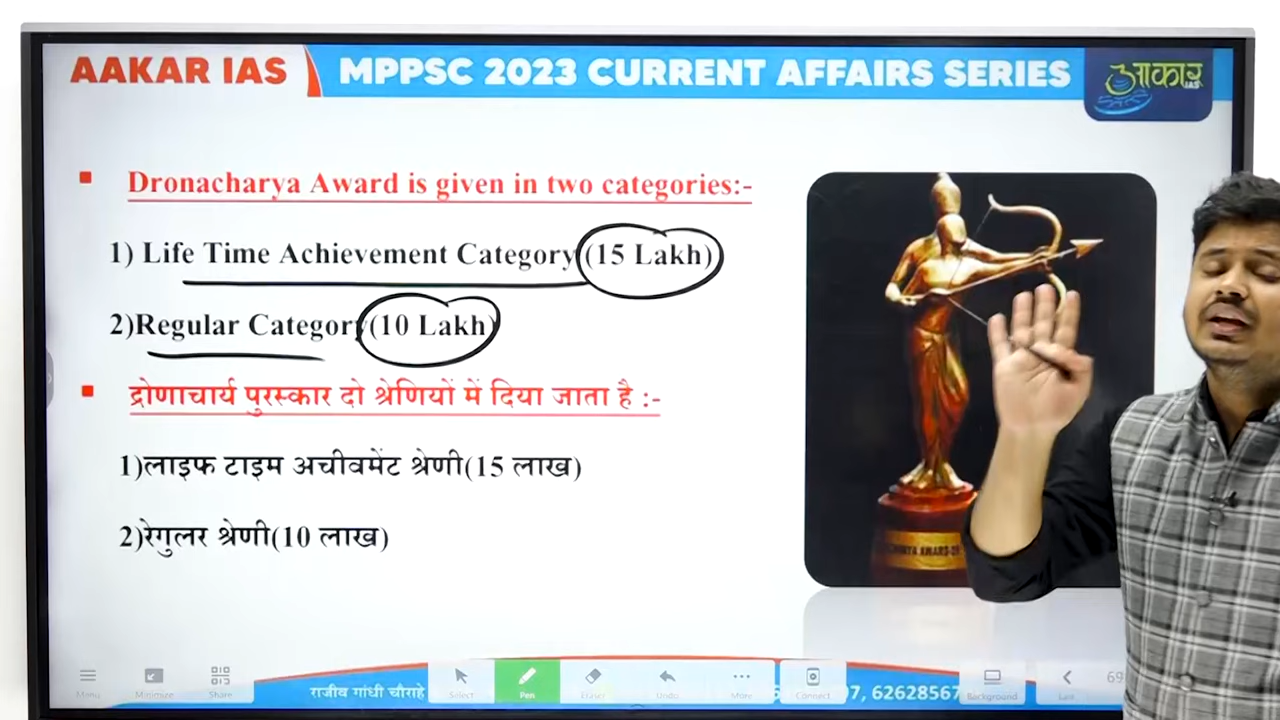 AAKAR IAS MPPSC 2023 CURRENT AFFAIRS SERIES आकार IAS
Dronacharya Award is given in two categories:-
1) Life Time Achievement Category(15 Lakh)
2)Regular Category(10 Lakh)
द्रोणाचार्य पुरस्कार दो श्रेणियों में दिया जाता है :-
1)लाइफ टाइम अचीवमेंट श्रेणी(15 लाख)
2)रेगुलर श्रेणी(10 लाख)
Menu Minimize Share Select Pen Eraser Undo More Connect Background
राजीव गांधी चौराहे